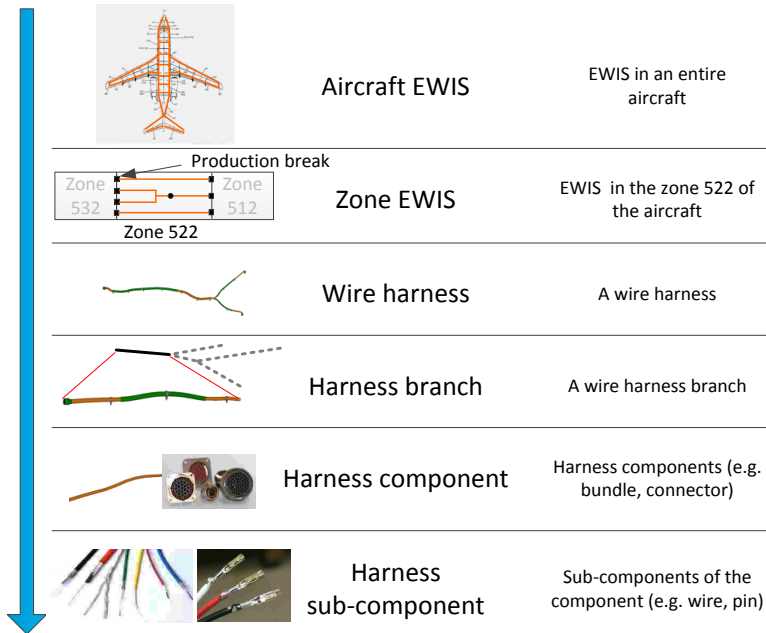 Aircraft EWIS
EWIS in an entire
aircraft
Production break
Zone
532
Zone
512
Zone 522
Zone EWIS
EWIS in the zone 522 of
the aircraft
Wire harness
A wire harness
Harness branch
A wire harness branch
Harness component
Harness components (e.g.
bundle, connector)
Harness
sub-component
Sub-components of the
component (e.g. wire, pin)